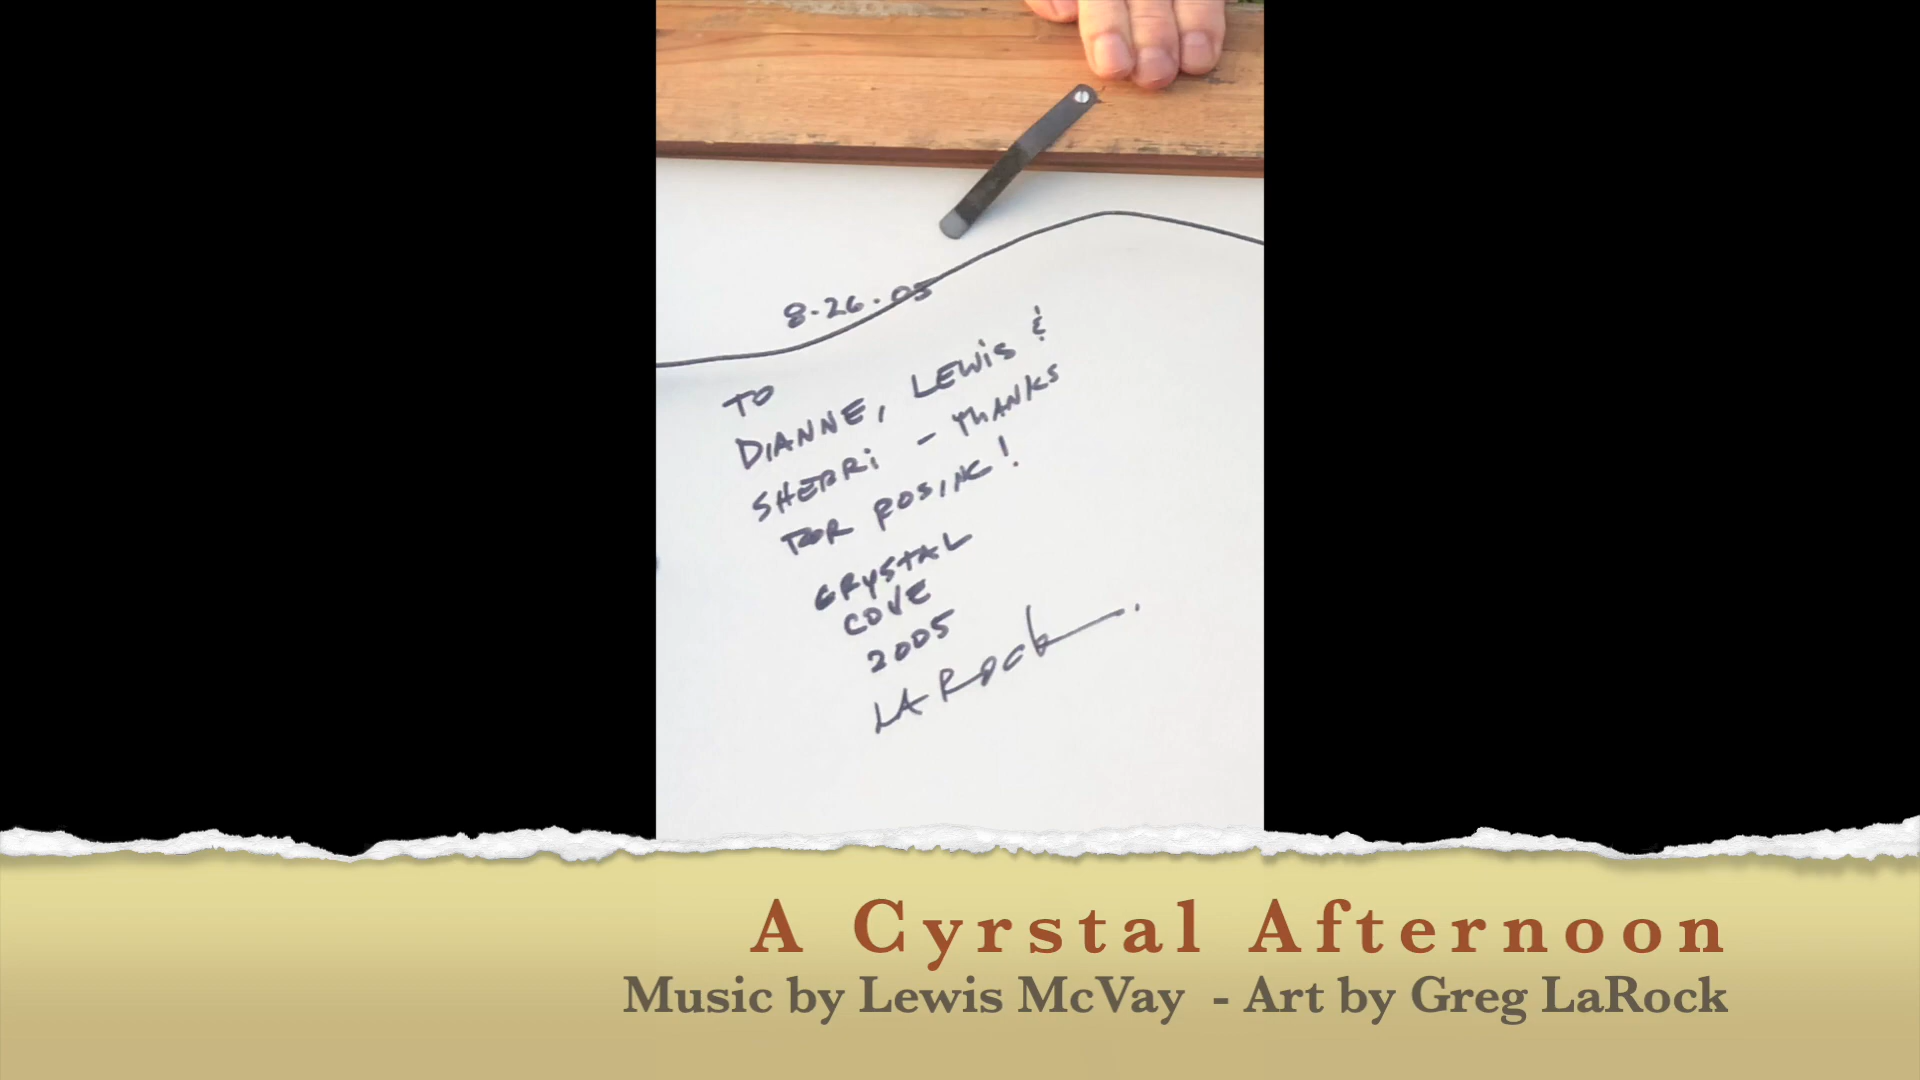 8-26-05
TO
DIANNE, LEWIS &
SHERRI - THANKS
FOR POSING!
CRYSTAL
COVE
2005
LAROCK
A Cyrstal Afternoon
Music by Lewis McVay - Art by Greg LaRock